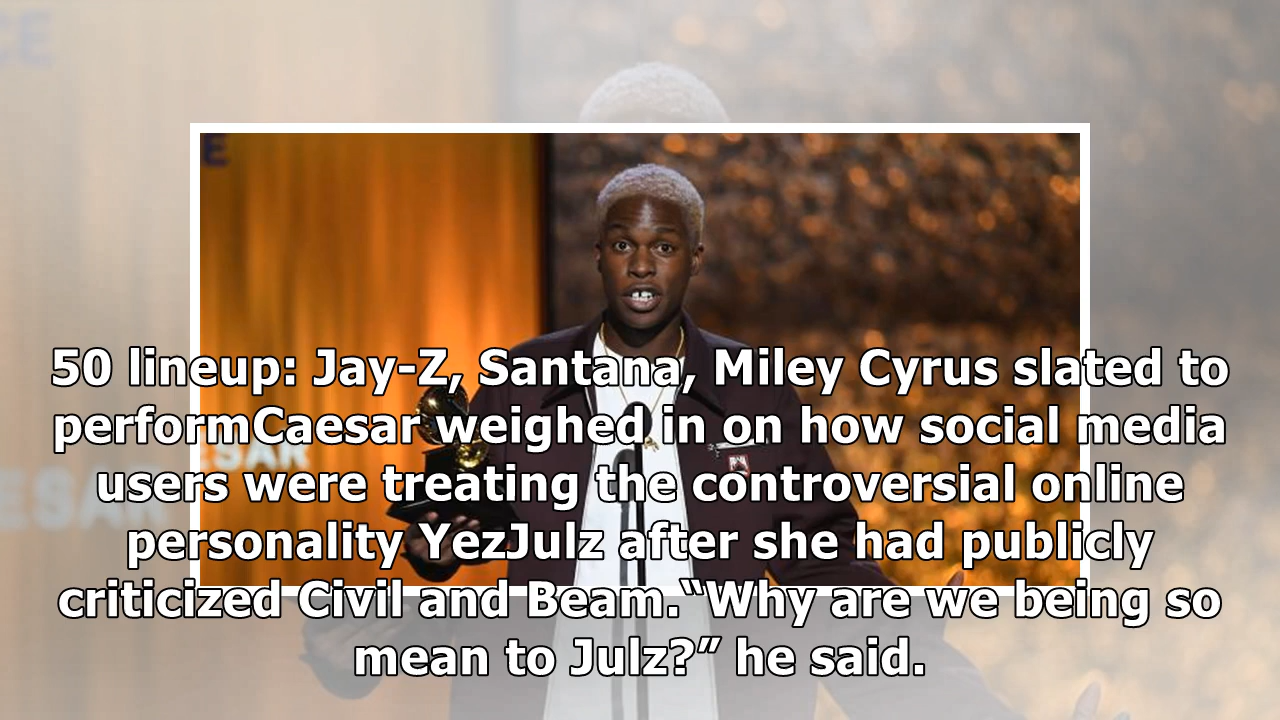 E
50 lineup: Jay-Z, Santana, Miley Cyrus slated to
performCaesar weighed in on how social media
users were treating the controversial online
personality YezJulz after she had publicly
criticized Civil and Beam.“Why are we being so
mean to Julz?” he said.